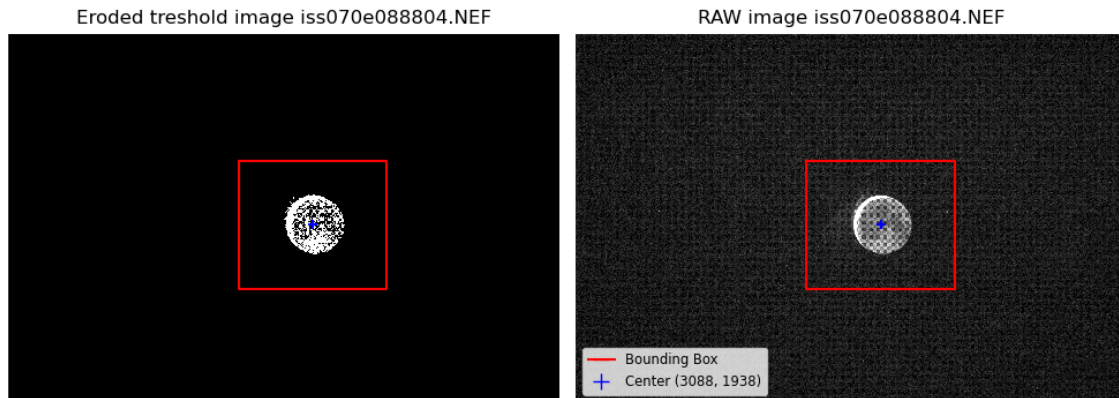 Eroded treshold image iss070e088804.NEF
RAW image iss070e088804.NEF
Bounding Box
Center (3088, 1938)